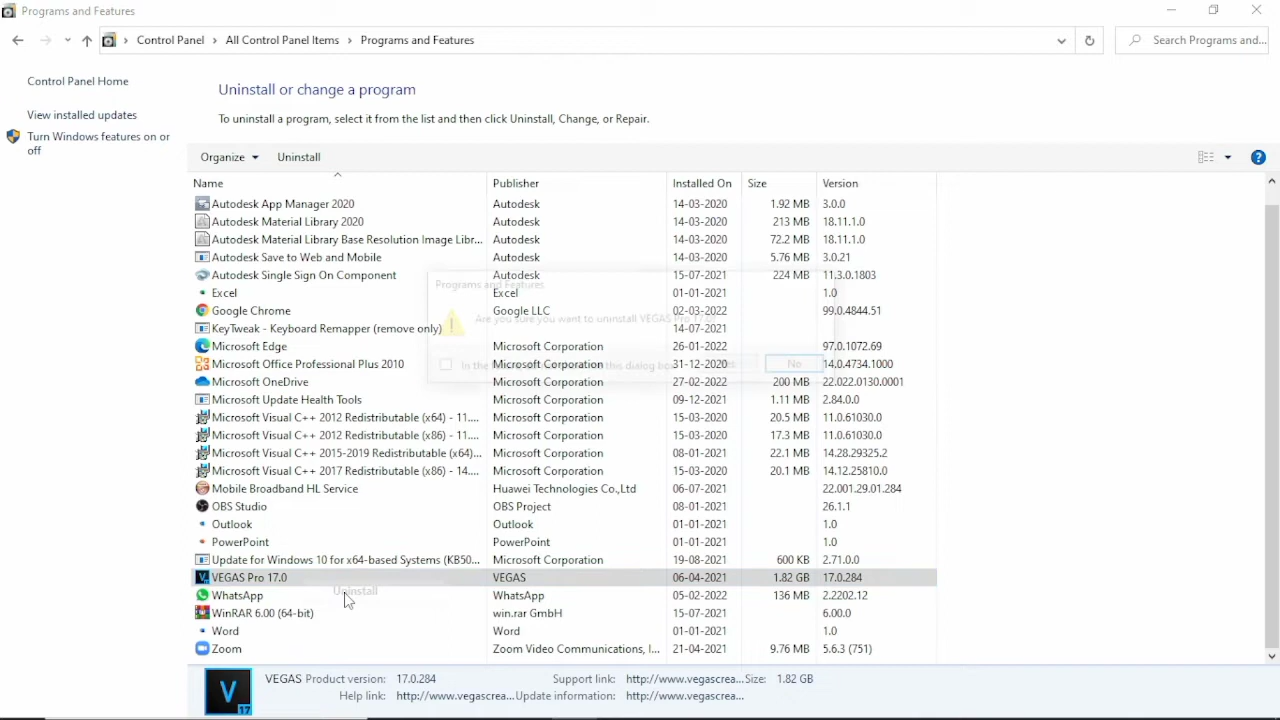 Programs and Features
Control Panel > All Control Panel Items > Programs and Features
Search Programs and...
Control Panel Home
View installed updates
Turn Windows features on or
off
Uninstall or change a program
To uninstall a program, select it from the list and then click Uninstall, Change, or Repair.
Organize Uninstall
Name Publisher Installed On Size Version
Autodesk App Manager 2020 Autodesk 14-03-2020 1.92 MB 3.0.0
Autodesk Material Library 2020 Autodesk 14-03-2020 213 MB 18.11.1.0
Autodesk Material Library Base Resolution Image Libr... Autodesk 14-03-2020 72.2 MB 18.11.1.0
Autodesk Save to Web and Mobile Autodesk 14-03-2020 5.76 MB 3.0.21
Autodesk Single Sign On Component Autodesk 15-07-2021 224 MB 11.3.0.1803
Programs and Features
Excel Excel 01-01-2021 1.0
Google Chrome Google LLC 02-03-2022 99.0.4844.51
Are you sure you want to uninstall VEGAS Pro 17.0?
KeyTweak - Keyboard Remapper (remove only) 14-07-2021
Microsoft Edge Microsoft Corporation 26-01-2022 97.0.1072.69
Microsoft Office Professional Plus 2010 Microsoft Corporation 31-12-2020 14.0.4734.1000
In the this dialog box No
Microsoft OneDrive Microsoft Corporation 27-02-2022 200 MB 22.022.0130.0001
Microsoft Update Health Tools Microsoft Corporation 09-12-2021 1.11 MB 2.84.0.0
Microsoft Visual C++ 2012 Redistributable (x64) - 11.... Microsoft Corporation 15-03-2020 20.5 MB 11.0.61030.0
Microsoft Visual C++ 2012 Redistributable (x86) - 11.... Microsoft Corporation 15-03-2020 17.3 MB 11.0.61030.0
Microsoft Visual C++ 2015-2019 Redistributable (x64)... Microsoft Corporation 08-01-2021 22.1 MB 14.28.29325.2
Microsoft Visual C++ 2017 Redistributable (x86) - 14.... Microsoft Corporation 15-03-2020 20.1 MB 14.12.25810.0
Mobile Broadband HL Service Huawei Technologies Co.,Ltd 06-07-2021 22.001.29.01.284
OBS Studio OBS Project 08-01-2021 26.1.1
Outlook Outlook 01-01-2021 1.0
PowerPoint PowerPoint 01-01-2021 1.0
Update for Windows 10 for x64-based Systems (KB50... Microsoft Corporation 19-08-2021 600 KB 2.71.0.0
VEGAS Pro 17.0 VEGAS 06-04-2021 1.82 GB 17.0.284
Uninstall
WhatsApp WhatsApp 05-02-2022 136 MB 2.2202.12
WinRAR 6.00 (64-bit) win.rar GmbH 15-07-2021 6.00.0
Word Word 01-01-2021 1.0
Zoom Zoom Video Communications, I... 21-04-2021 9.76 MB 5.6.3 (751)
V 17
VEGAS Product version: 17.0.284 Support link: http://www.vegascrea... Size: 1.82 GB
Help link: http://www.vegascrea... Update information: http://www.vegascrea...